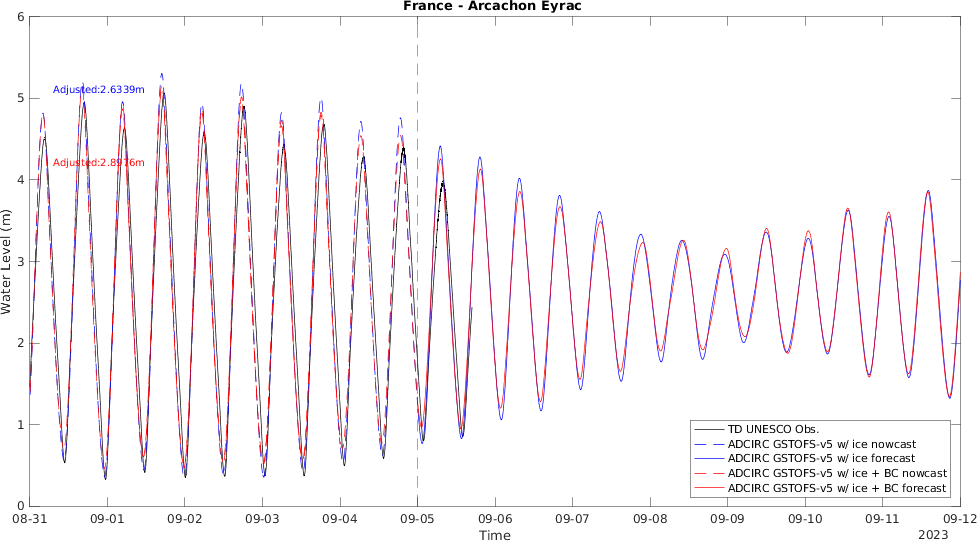 France - Arcachon Eyrac
Water Level (m)
6
5
4
3
2
1
0
Adjusted:2.6339m
Adjusted:2.8976m
TD UNESCO Obs.
ADCIRC GSTOFS-v5 w/ ice nowcast
ADCIRC GSTOFS-v5 w/ ice forecast
ADCIRC GSTOFS-v5 w/ ice + BC nowcast
ADCIRC GSTOFS-v5 w/ ice + BC forecast
08-31 09-01 09-02 09-03 09-04 09-05 09-06 09-07 09-08 09-09 09-10 09-11 09-12
Time
2023